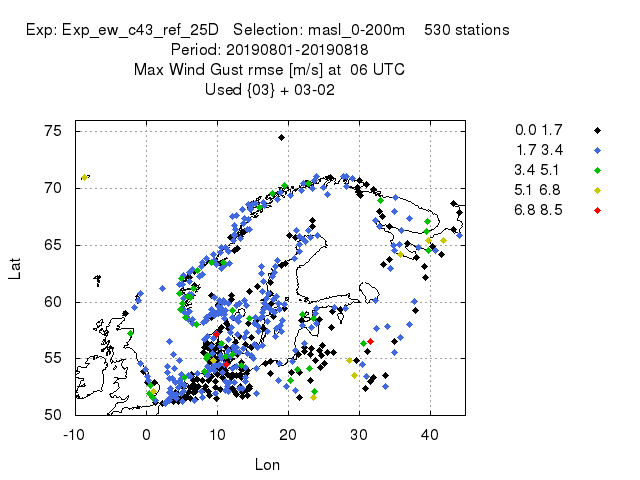 Exp: Exp_ew_c43_ref_25D Selection: masl_0-200m 530 stations
Period: 20190801-20190818
Max Wind Gust rmse [m/s] at 06 UTC
Used {03} + 03-02
0.0 1.7
1.7 3.4
3.4 5.1
5.1 6.8
6.8 8.5
75
70
65
60
55
50
Lat
-10 0 10 20 30 40
Lon